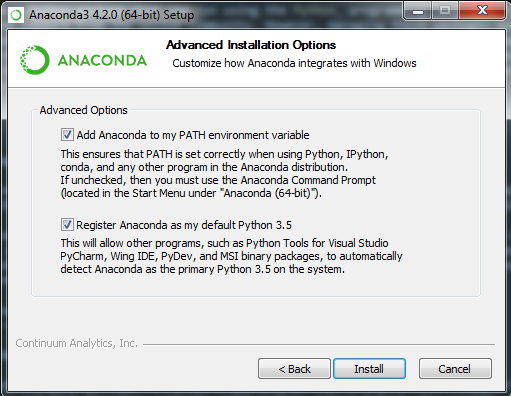 Anaconda3 4.2.0 (64-bit) Setup
ANACONDA
Advanced Installation Options
Customize how Anaconda integrates with Windows
Advanced Options
Add Anaconda to my PATH environment variable
This ensures that PATH is set correctly when using Python, IPython,
conda, and any other program in the Anaconda distribution.
If unchecked, then you must use the Anaconda Command Prompt
(located in the Start Menu under "Anaconda (64-bit)").
Register Anaconda as my default Python 3.5
This will allow other programs, such as Python Tools for Visual Studio
PyCharm, Wing IDE, PyDev, and MSI binary packages, to automatically
detect Anaconda as the primary Python 3.5 on the system.
Continuum Analytics, Inc.
< Back
Install
Cancel